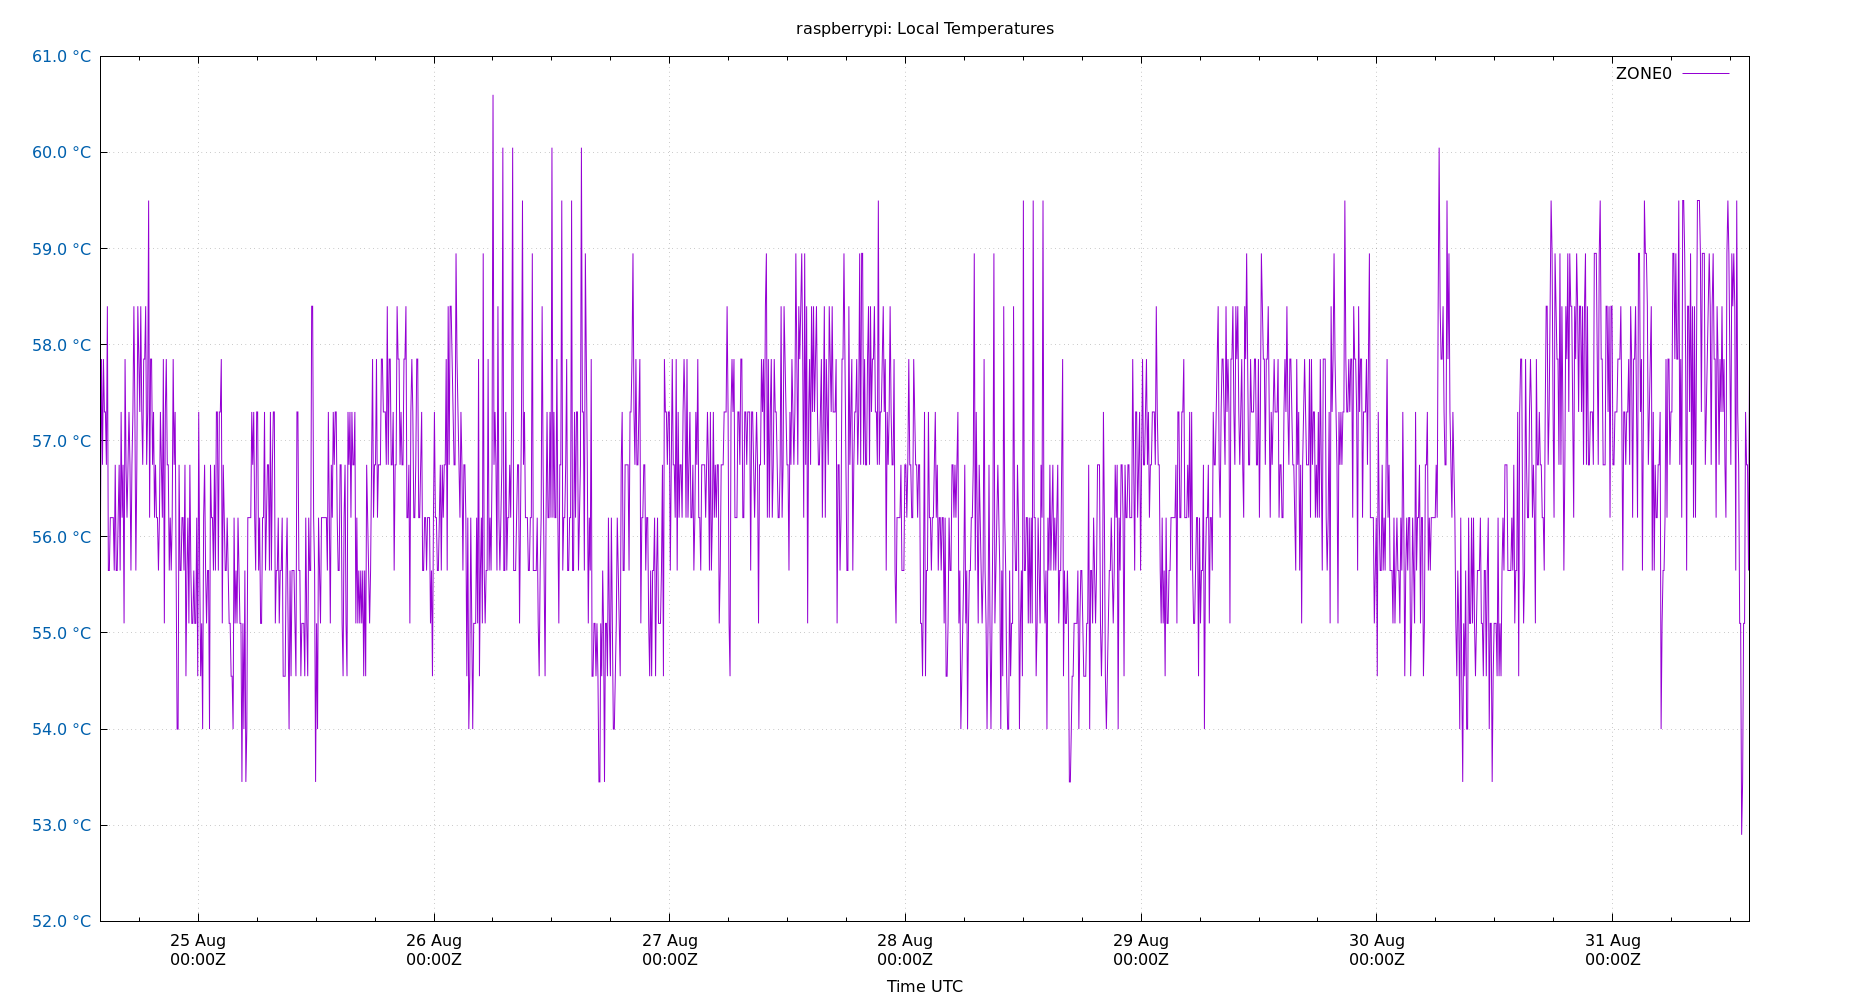 raspberrypi: Local Temperatures
61.0 °C
ZONE0
60.0 °C
59.0 °C
58.0 °C
57.0 °C
56.0 °C
55.0 °C
54.0 °C
53.0 °C
52.0 °C
25 Aug 26 Aug 27 Aug 28 Aug 29 Aug 30 Aug 31 Aug
00:00Z 00:00Z 00:00Z 00:00Z 00:00Z 00:00Z 00:00Z
Time UTC